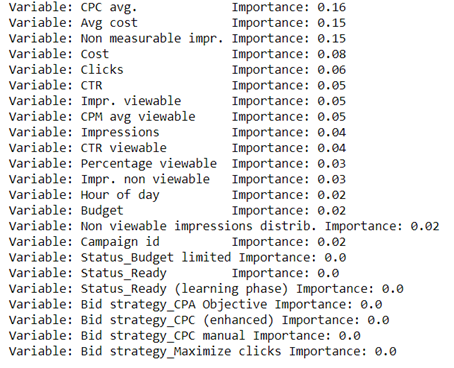 Variable: CPC avg. Importance: 0.16
Variable: Avg cost Importance: 0.15
Variable: Non measurable impr. Importance: 0.15
Variable: Cost Importance: 0.08
Variable: Clicks Importance: 0.06
Variable: CTR Importance: 0.05
Variable: Impr. viewable Importance: 0.05
Variable: CPM avg viewable Importance: 0.05
Variable: Impressions Importance: 0.04
Variable: CTR viewable Importance: 0.04
Variable: Percentage viewable Importance: 0.03
Variable: Impr. non viewable Importance: 0.03
Variable: Hour of day Importance: 0.02
Variable: Budget Importance: 0.02
Variable: Non viewable impressions distrib. Importance: 0.02
Variable: Campaign id Importance: 0.02
Variable: Status_Budget limited Importance: 0.0
Variable: Status_Ready Importance: 0.0
Variable: Status_Ready (learning phase) Importance: 0.0
Variable: Bid strategy_CPA Objective Importance: 0.0
Variable: Bid strategy_CPC (enhanced) Importance: 0.0
Variable: Bid strategy_CPC manual Importance: 0.0
Variable: Bid strategy_Maximize clicks Importance: 0.0